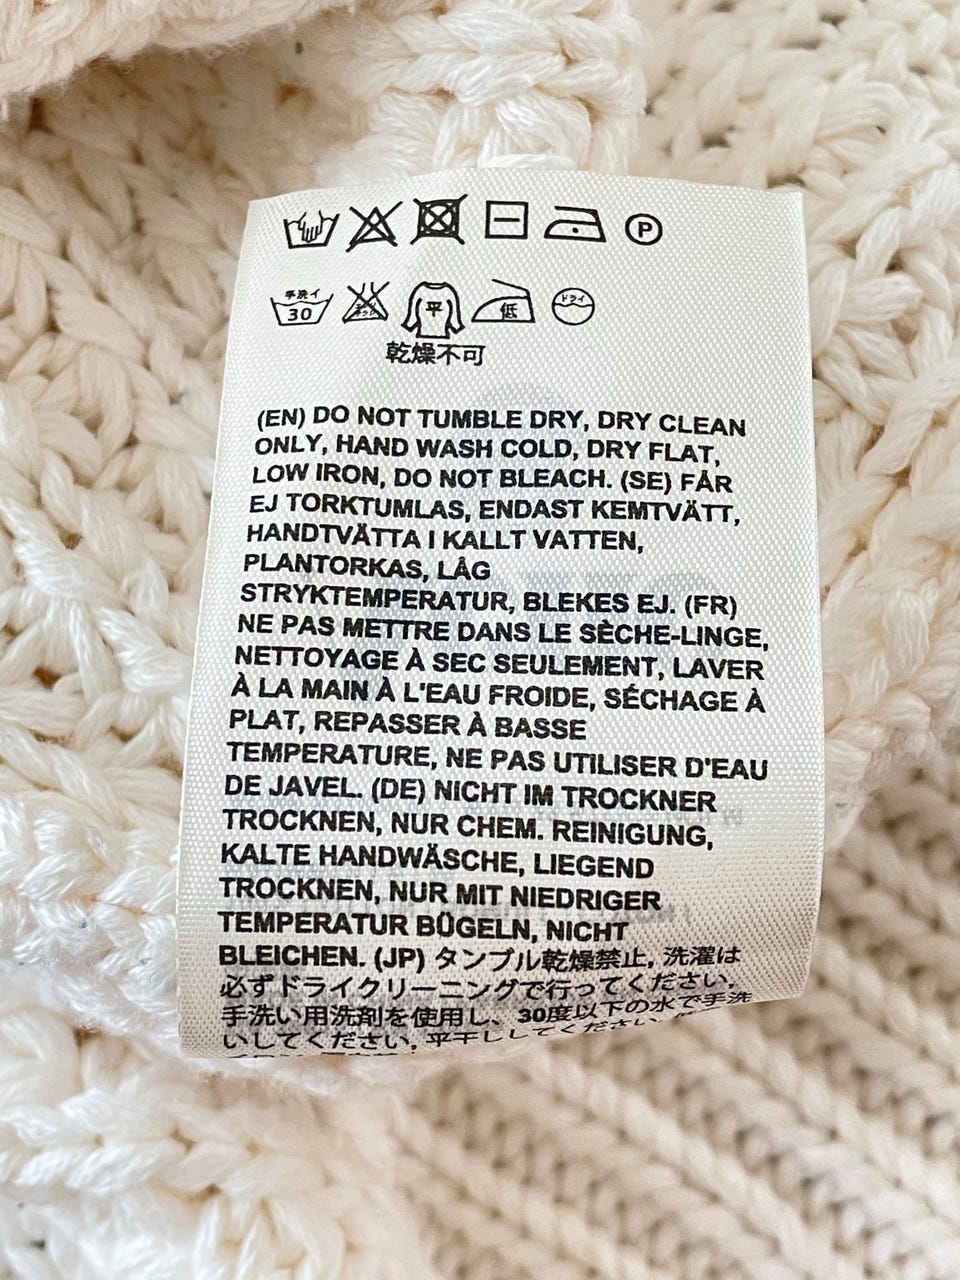 P
手洗イ
30
平
低
ドライ
乾燥不可
(EN) DO NOT TUMBLE DRY, DRY CLEAN
ONLY, HAND WASH COLD, DRY FLAT,
LOW IRON, DO NOT BLEACH. (SE) FÅR
EJ TORKTUMLAS, ENDAST KEMTVÄTT,
HANDTVÄTTA I KALLT VATTEN,
PLANTORKAS, LÅG
STRYKTEMPERATUR, BLEKES EJ. (FR)
NE PAS METTRE DANS LE SÈCHE-LINGE,
NETTOYAGE À SEC SEULEMENT, LAVER
À LA MAIN À L'EAU FROIDE, SÉCHAGE À
PLAT, REPASSER À BASSE
TEMPERATURE, NE PAS UTILISER D'EAU
DE JAVEL. (DE) NICHT IM TROCKNER
TROCKNEN, NUR CHEM. REINIGUNG,
KALTE HANDWÄSCHE, LIEGEND
TROCKNEN, NUR MIT NIEDRIGER
TEMPERATUR BÜGELN, NICHT
BLEICHEN. (JP) タンブル乾燥禁止, 洗濯は
必ずドライクリーニングで行ってください,
手洗い用洗剤を使用し、30度以下の水で手洗
いしてください, 平干ししてください,